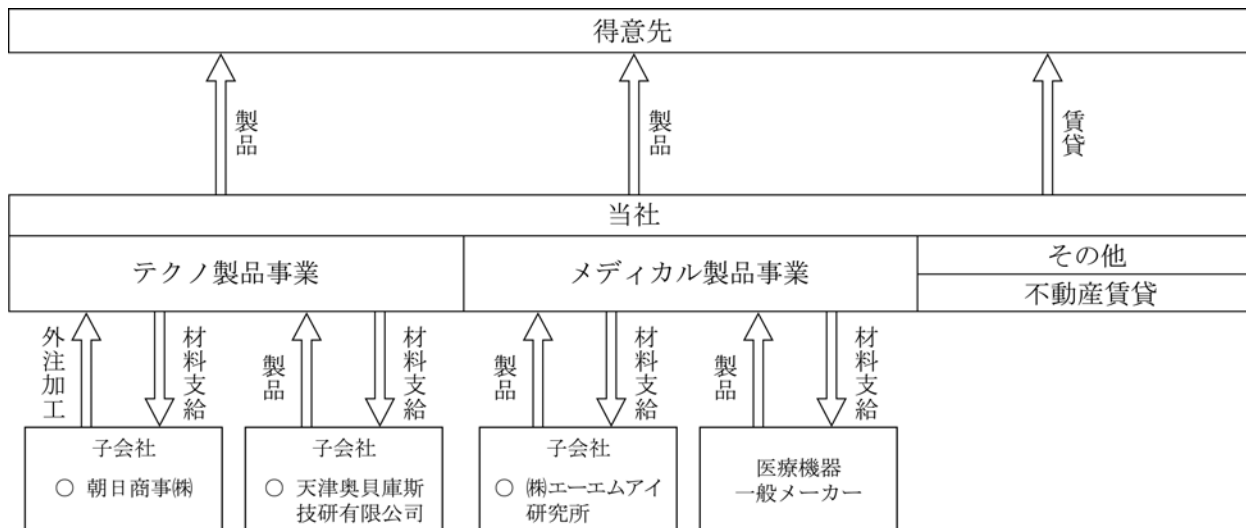 得意先
製品
製品
賃貸
当社
テクノ製品事業
メディカル製品事業
その他
不動産賃貸
外注加工
材料支給
製品
材料支給
製品
材料支給
製品
材料支給
子会社
○ 朝日商事㈱
子会社
○ 天津奥貝庫斯
技研有限公司
子会社
○ ㈱エーエムアイ
研究所
医療機器
一般メーカー